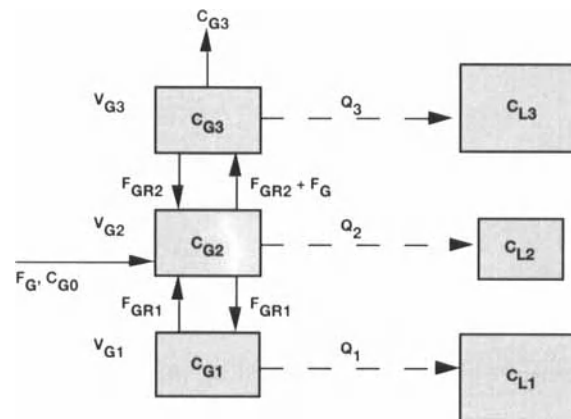 C_G3
V_G3
C_G3
Q_3
C_L3
F_GR2
F_GR2 + F_G
V_G2
C_G2
Q_2
C_L2
F_G, C_G0
F_GR1
F_GR1
V_G1
C_G1
Q_1
C_L1